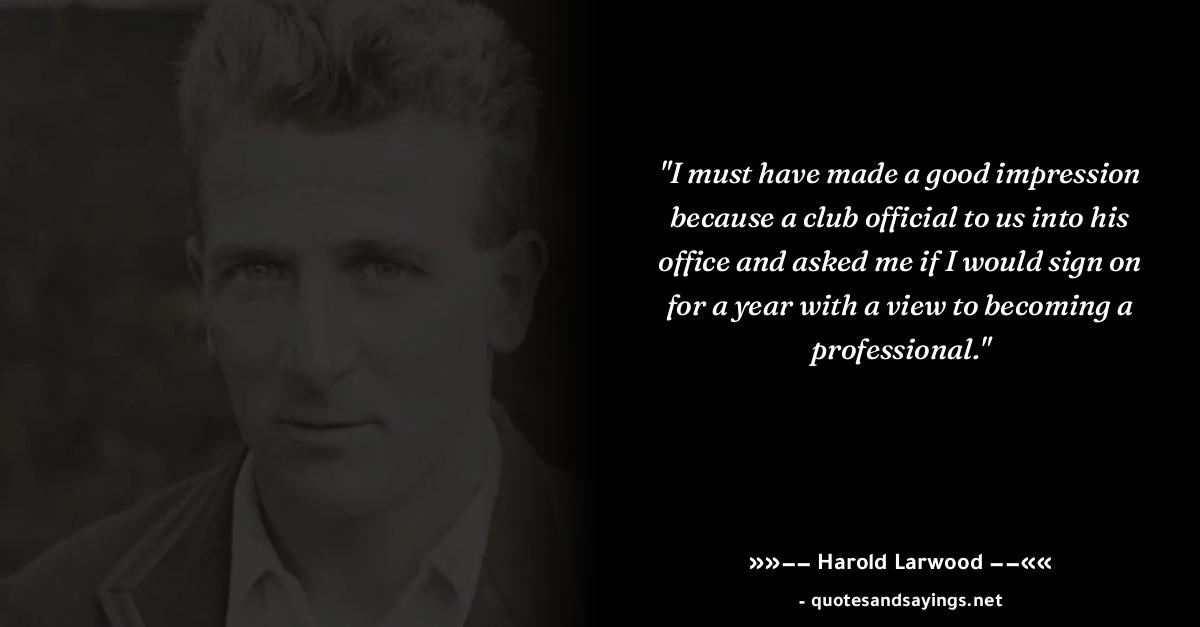 "I must have made a good impression
because a club official to us into his
office and asked me if I would sign on
for a year with a view to becoming a
professional."
»»−− Harold Larwood −−««
- quotesandsayings.net